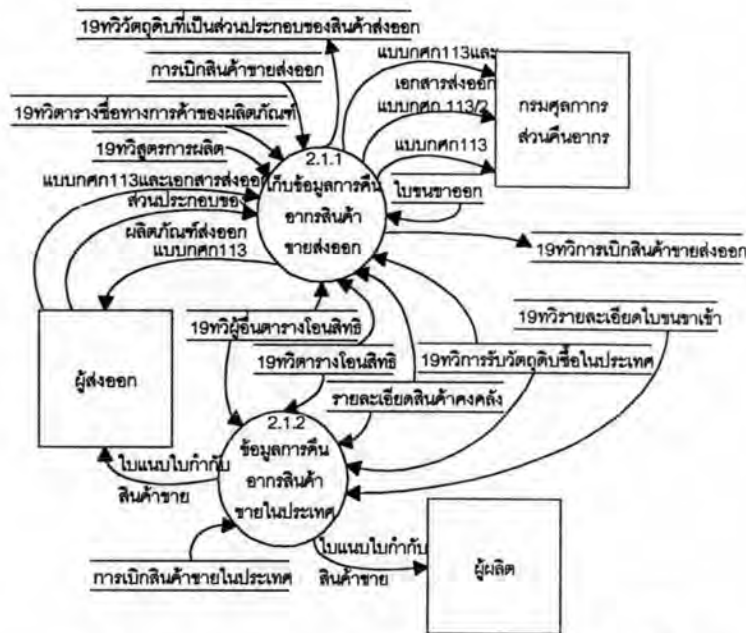 19ทวิวัตถุดิบที่เป็นส่วนประกอบของสินค้าส่งออก
การเบิกสินค้าขายส่งออก
19ทวิตารางชื่อทางการค้าของผลิตภัณฑ์
19ทวิสูตรการผลิต
แบบกศก113และเอกสารส่งออก
ส่วนประกอบของ
ผลิตภัณฑ์ส่งออก
แบบกศก113
2.1.1
เก็บข้อมูลการคืน
อากรสินค้า
ขายส่งออก
แบบกศก113และ
เอกสารส่งออก
แบบกศก 113/2
แบบกศก113
ใบขนขาออก
กรมศุลกากร
ส่วนคืนอากร
19ทวิการเบิกสินค้าขายส่งออก
19ทวิรายละเอียดใบขนขาเข้า
19ทวิผู้อื่นตารางโอนสิทธิ
19ทวิตารางโอนสิทธิ
19ทวิการรับวัตถุดิบซื้อในประเทศ
รายละเอียดสินค้าคงคลัง
ผู้ส่งออก
2.1.2
ข้อมูลการคืน
อากรสินค้า
ขายในประเทศ
ใบแนบใบกำกับ
สินค้าขาย
การเบิกสินค้าขายในประเทศ
ใบแนบใบกำกับ
สินค้าขาย
ผู้ผลิต